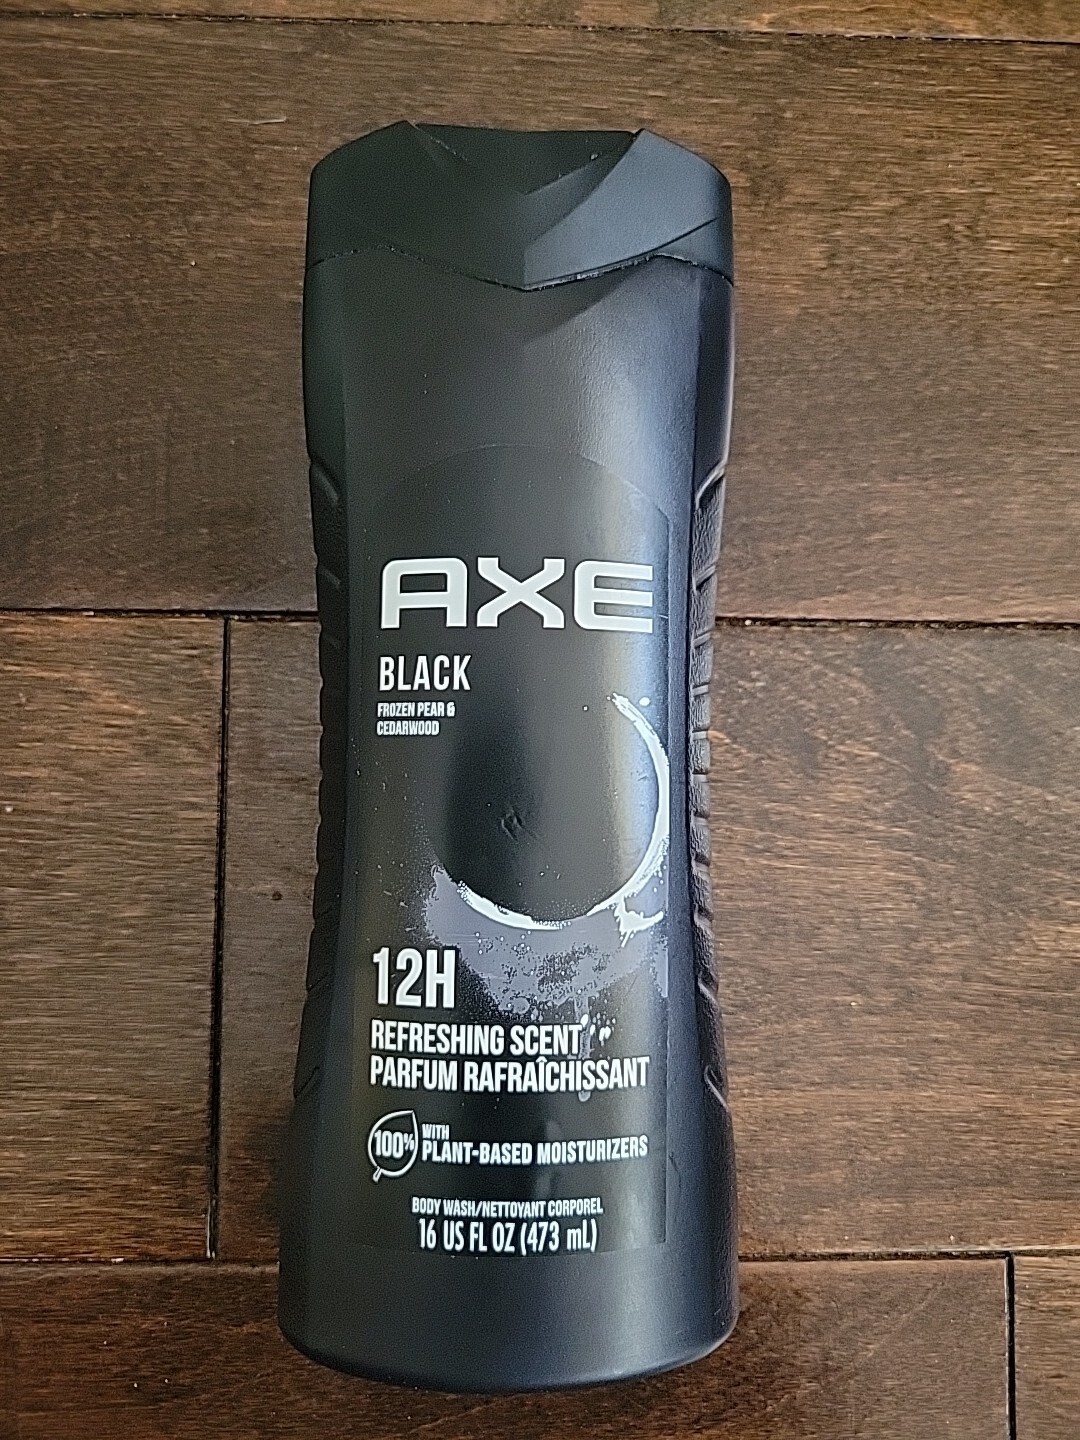 AXE
BLACK
FROZEN PEAR &
CEDARWOOD
12H
REFRESHING SCENT
PARFUM RAFRAÎCHISSANT
100% WITH
PLANT-BASED MOISTURIZERS
BODY WASH/NETTOYANT CORPOREL
16 US FL OZ (473 mL)